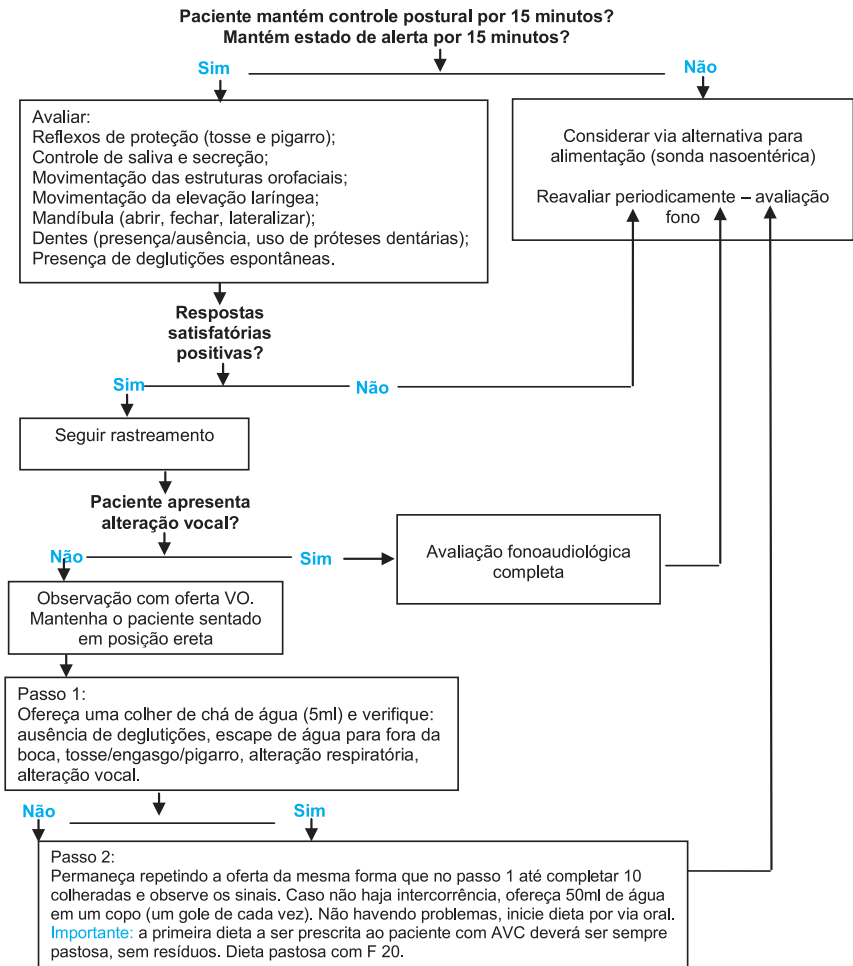 Paciente mantém controle postural por 15 minutos?
Mantém estado de alerta por 15 minutos?
Sim
Não
Avaliar:
Reflexos de proteção (tosse e pigarro);
Controle de saliva e secreção;
Movimentação das estruturas orofaciais;
Movimentação da elevação laríngea;
Mandíbula (abrir, fechar, lateralizar);
Dentes (presença/ausência, uso de próteses dentárias);
Presença de deglutições espontâneas.
Considerar via alternativa para
alimentação (sonda nasoentérica)
Reavaliar periodicamente – avaliação
fono
Respostas
satisfatórias
positivas?
Sim
Não
Seguir rastreamento
Paciente apresenta
alteração vocal?
Não
Sim
Avaliação fonoaudiológica
completa
Observação com oferta VO.
Mantenha o paciente sentado
em posição ereta
Passo 1:
Ofereça uma colher de chá de água (5ml) e verifique:
ausência de deglutições, escape de água para fora da
boca, tosse/engasgo/pigarro, alteração respiratória,
alteração vocal.
Não
Sim
Passo 2:
Permaneça repetindo a oferta da mesma forma que no passo 1 até completar 10
colheradas e observe os sinais. Caso não haja intercorrência, ofereça 50ml de água
em um copo (um gole de cada vez). Não havendo problemas, inicie dieta por via oral.
Importante: a primeira dieta a ser prescrita ao paciente com AVC deverá ser sempre
pastosa, sem resíduos. Dieta pastosa com F 20.